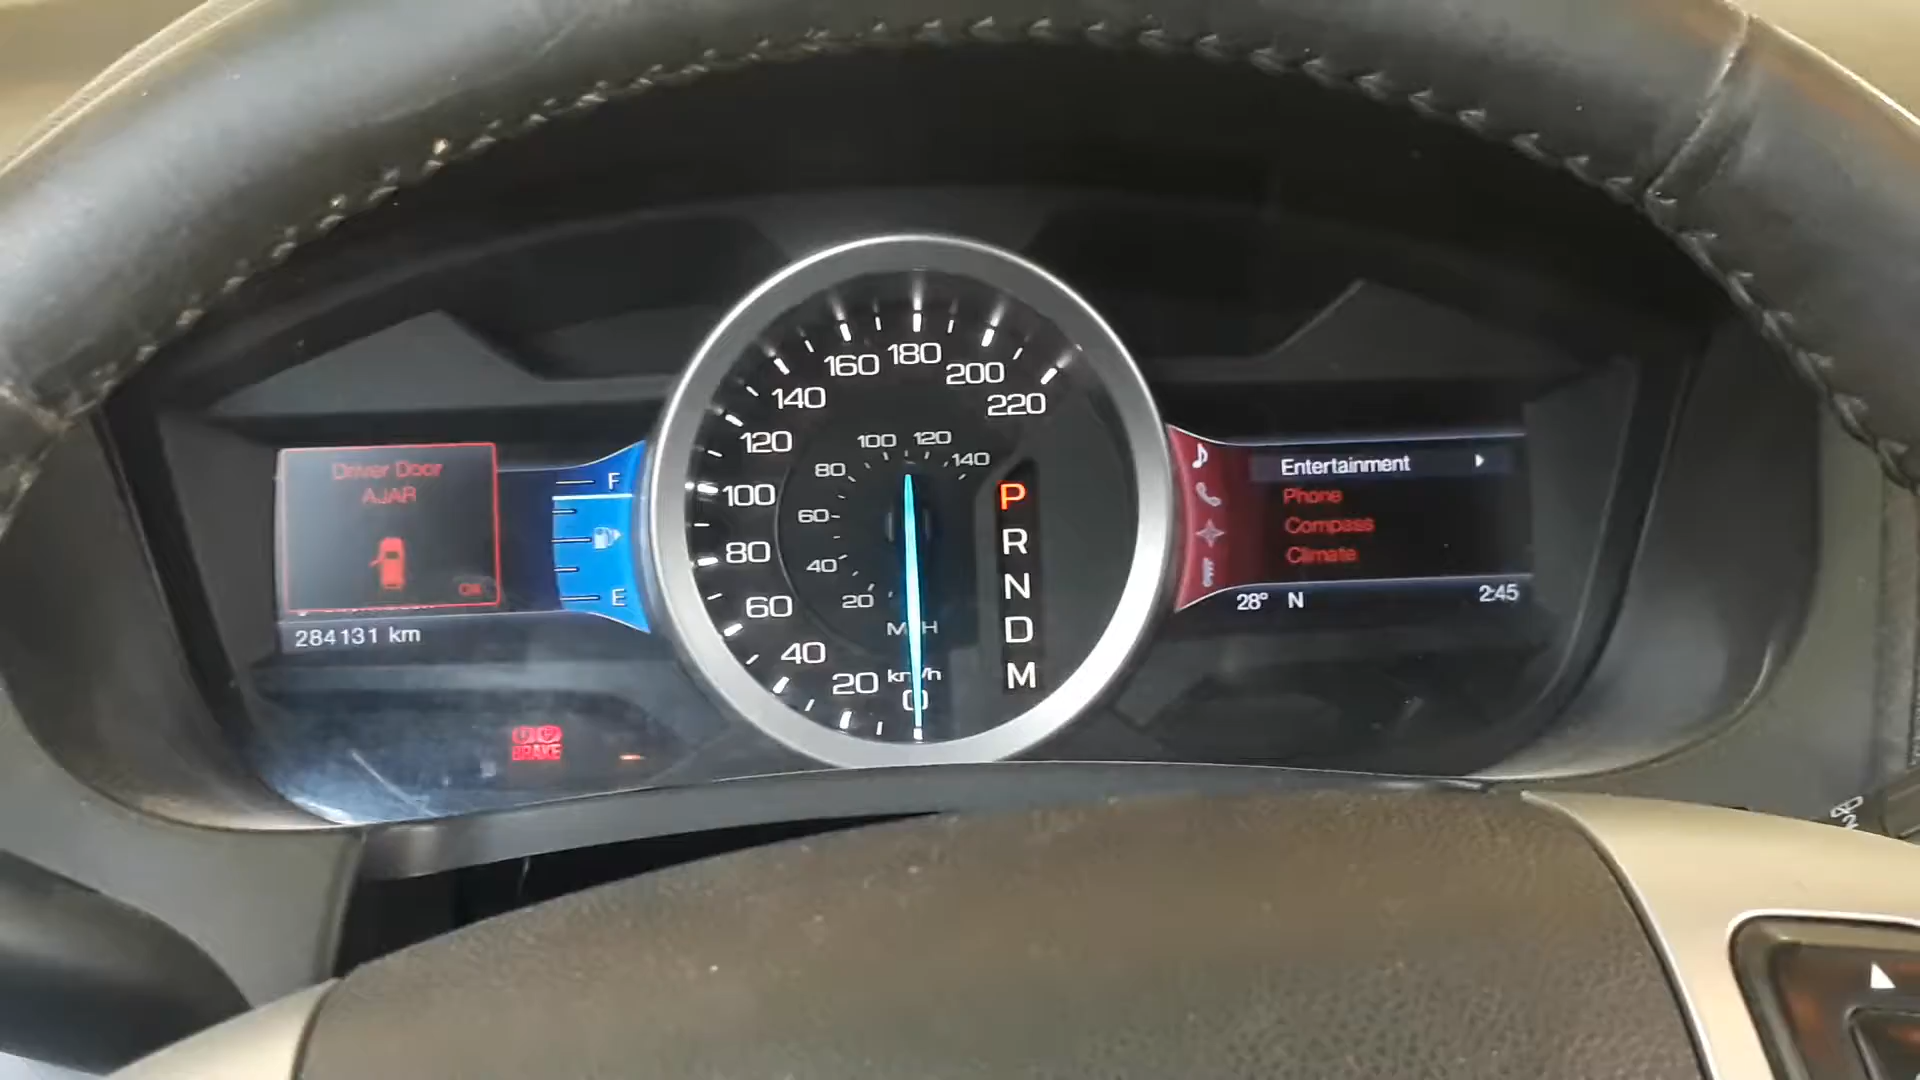 Driver Door
AJAR
OK
284131 km
F
E
BRAKE
0
20
40
60
80
100
120
140
160
180
200
220
km/h
20
40
60
80
100
120
140
MPH
P
R
N
D
M
Entertainment
Phone
Compass
Climate
28° N
2:45